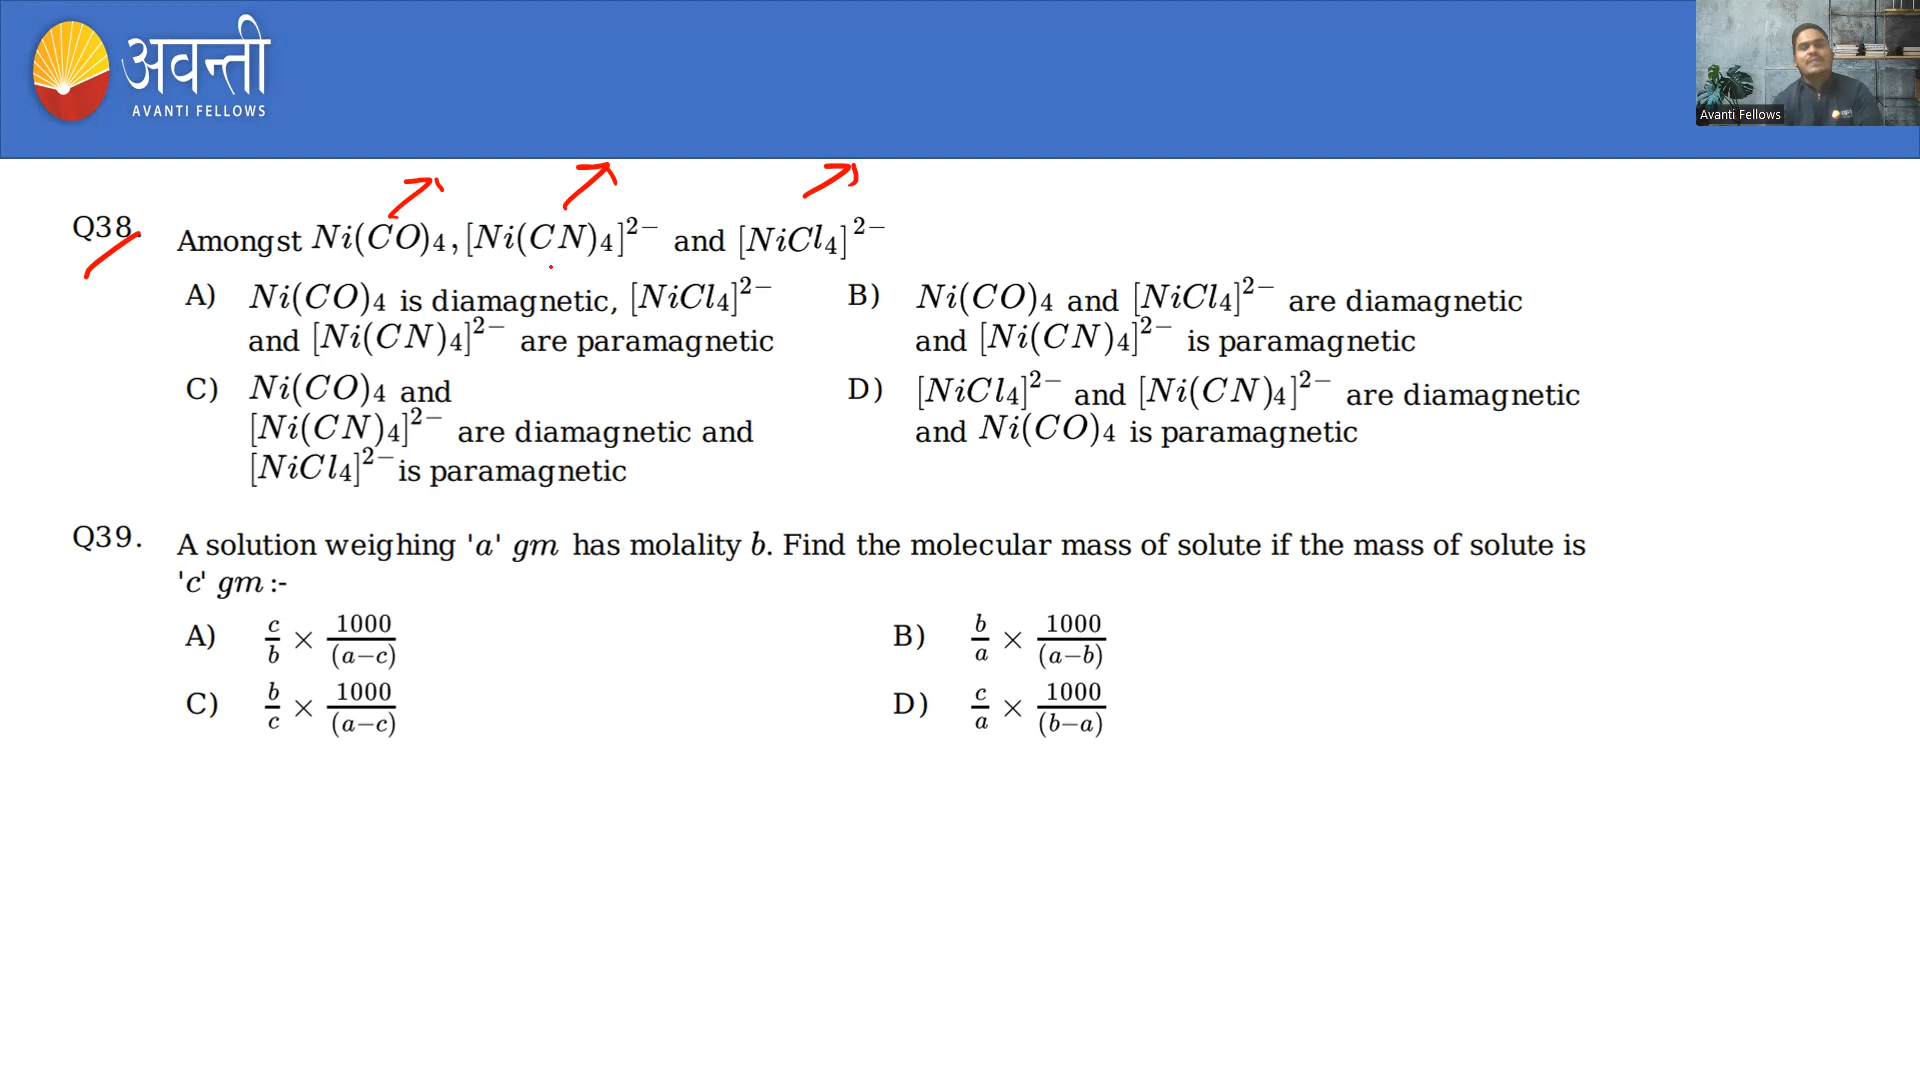 अवन्ती
AVANTI FELLOWS
Avanti Fellows
Q38. Amongst Ni(CO)₄, [Ni(CN)₄]²⁻ and [NiCl₄]²⁻
A) Ni(CO)₄ is diamagnetic, [NiCl₄]²⁻
and [Ni(CN)₄]²⁻ are paramagnetic
B) Ni(CO)₄ and [NiCl₄]²⁻ are diamagnetic
and [Ni(CN)₄]²⁻ is paramagnetic
C) Ni(CO)₄ and
[Ni(CN)₄]²⁻ are diamagnetic and
[NiCl₄]²⁻ is paramagnetic
D) [NiCl₄]²⁻ and [Ni(CN)₄]²⁻ are diamagnetic
and Ni(CO)₄ is paramagnetic
Q39. A solution weighing 'a' gm has molality b. Find the molecular mass of solute if the mass of solute is
'c' gm :-
A) c/b × 1000/(a−c)
B) b/a × 1000/(a−b)
C) b/c × 1000/(a−c)
D) c/a × 1000/(b−a)